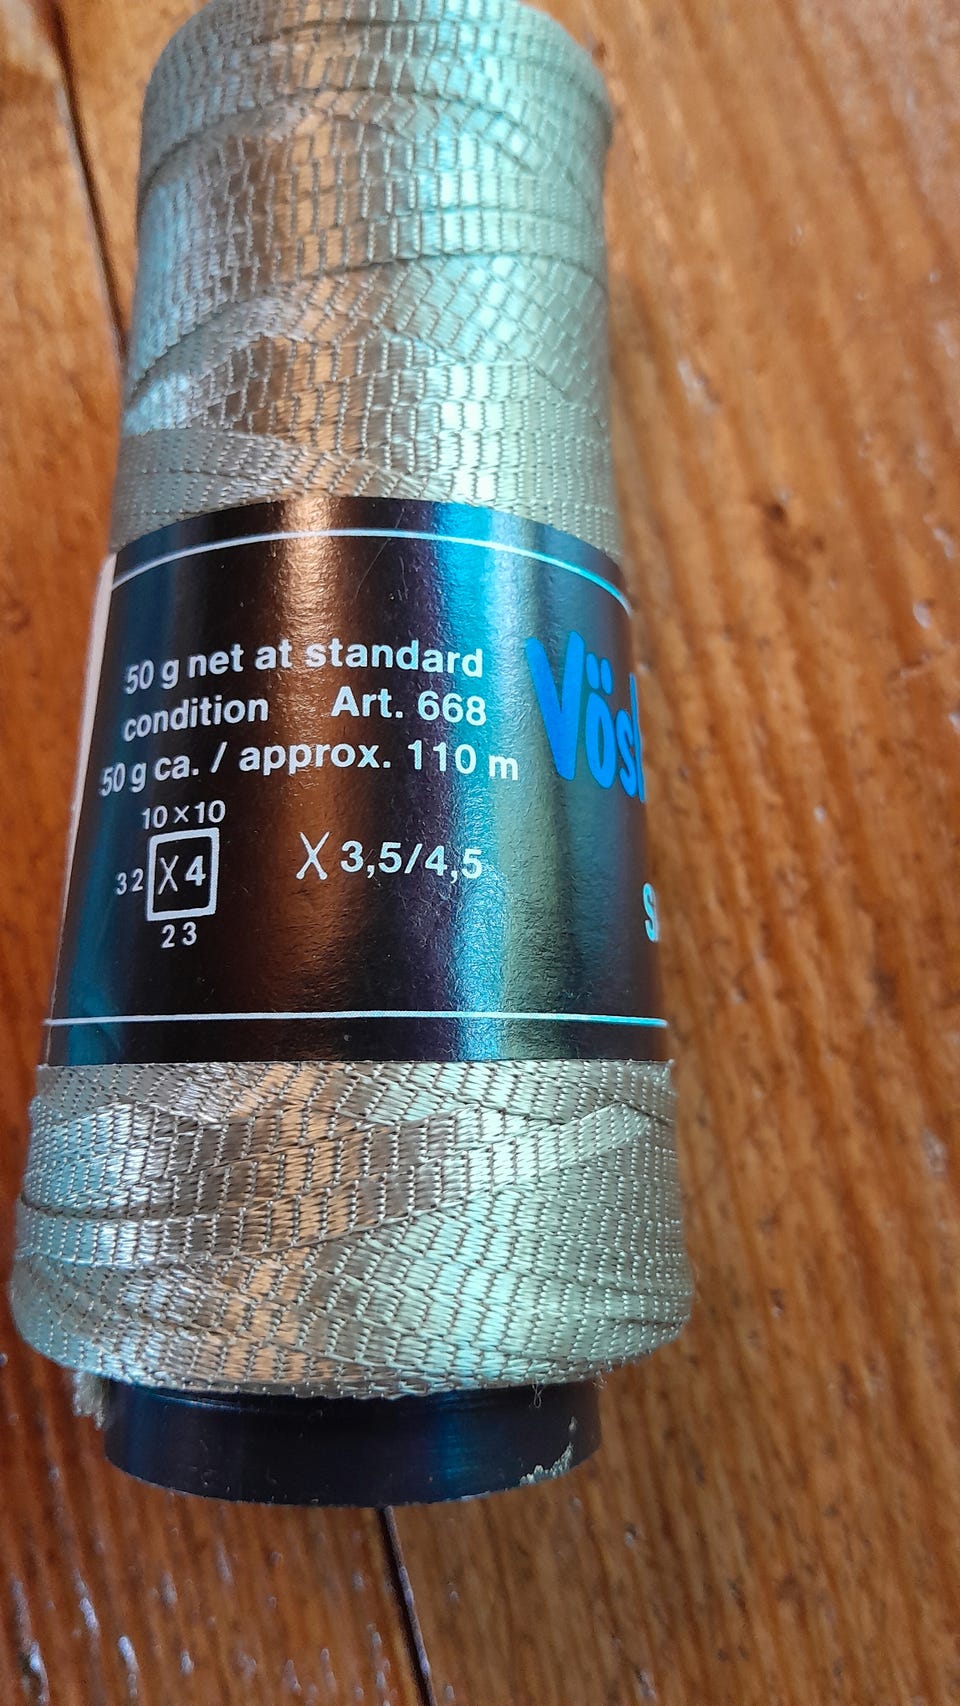 50 g net at standard
condition Art. 668
50 g ca. / approx. 110 m
10 × 10
32 X 4
23
X 3,5/4,5